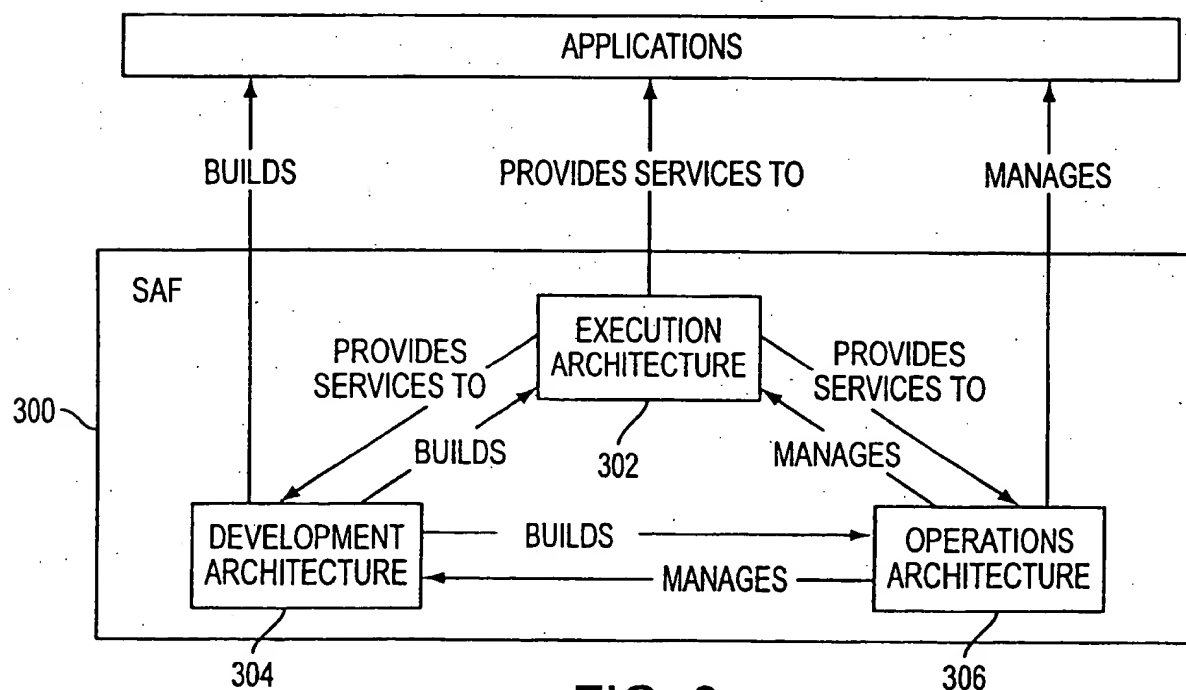 APPLICATIONS
BUILDS
PROVIDES SERVICES TO
MANAGES
SAF
EXECUTION
ARCHITECTURE
PROVIDES
SERVICES TO
PROVIDES
SERVICES TO
300
BUILDS
302
MANAGES
DEVELOPMENT
ARCHITECTURE
BUILDS
MANAGES
OPERATIONS
ARCHITECTURE
304
306